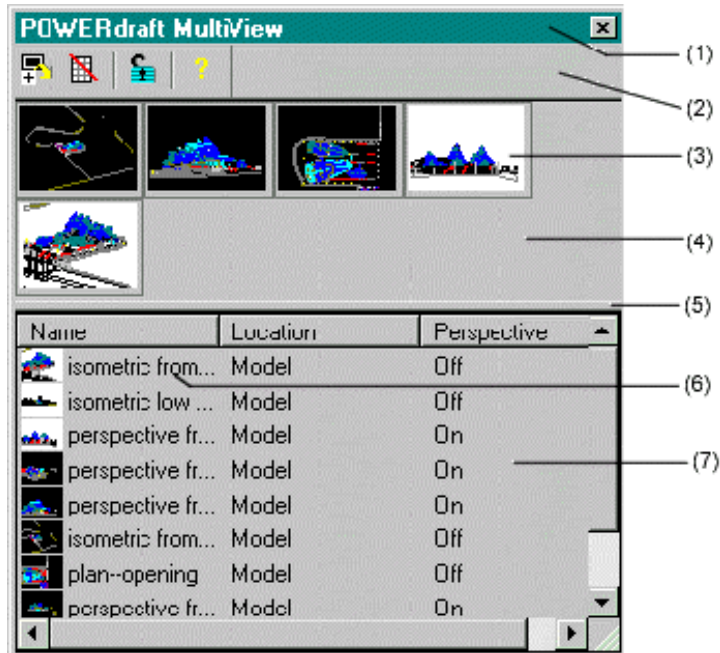 POWERdraft MultiView
(1)
?
(2)
(3)
(4)
(5)
Name Location Perspective
isometric from... Model Off
(6)
isometric low ... Model Off
perspective fr... Model On
perspective fr... Model On
(7)
perspective fr... Model On
isometric from... Model Off
plan--opening Model Off
perspective fr... Model On